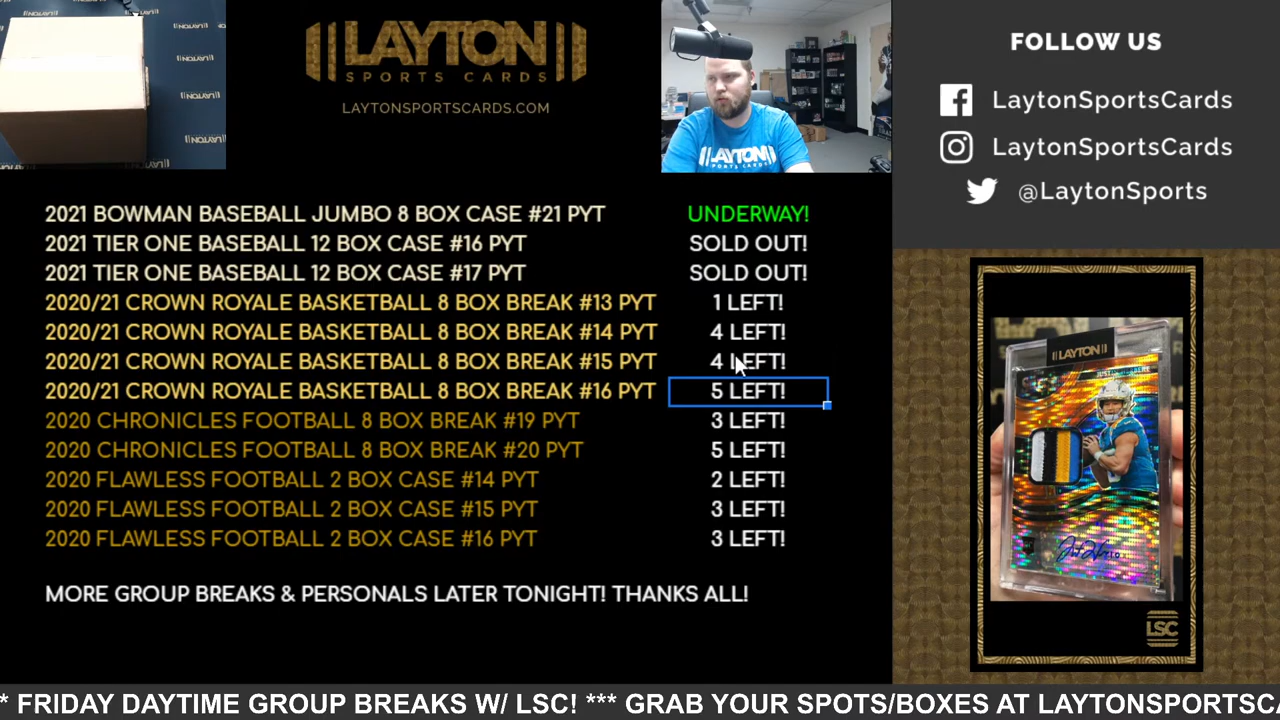 LAYTON
SPORTS CARDS
LAYTONSPORTSCARDS.COM
LAYTON
FOLLOW US
LaytonSportsCards
LaytonSportsCards
@LaytonSports
2021 BOWMAN BASEBALL JUMBO 8 BOX CASE #21 PYT UNDERWAY!
2021 TIER ONE BASEBALL 12 BOX CASE #16 PYT SOLD OUT!
2021 TIER ONE BASEBALL 12 BOX CASE #17 PYT SOLD OUT!
2020/21 CROWN ROYALE BASKETBALL 8 BOX BREAK #13 PYT 1 LEFT!
2020/21 CROWN ROYALE BASKETBALL 8 BOX BREAK #14 PYT 4 LEFT!
2020/21 CROWN ROYALE BASKETBALL 8 BOX BREAK #15 PYT 4 LEFT!
2020/21 CROWN ROYALE BASKETBALL 8 BOX BREAK #16 PYT 5 LEFT!
2020 CHRONICLES FOOTBALL 8 BOX BREAK #19 PYT 3 LEFT!
2020 CHRONICLES FOOTBALL 8 BOX BREAK #20 PYT 5 LEFT!
2020 FLAWLESS FOOTBALL 2 BOX CASE #14 PYT 2 LEFT!
2020 FLAWLESS FOOTBALL 2 BOX CASE #15 PYT 3 LEFT!
2020 FLAWLESS FOOTBALL 2 BOX CASE #16 PYT 3 LEFT!
MORE GROUP BREAKS & PERSONALS LATER TONIGHT! THANKS ALL!
LAYTON
JUSTIN HERBERT
LSC
* FRIDAY DAYTIME GROUP BREAKS W/ LSC! *** GRAB YOUR SPOTS/BOXES AT LAYTONSPORTSCA